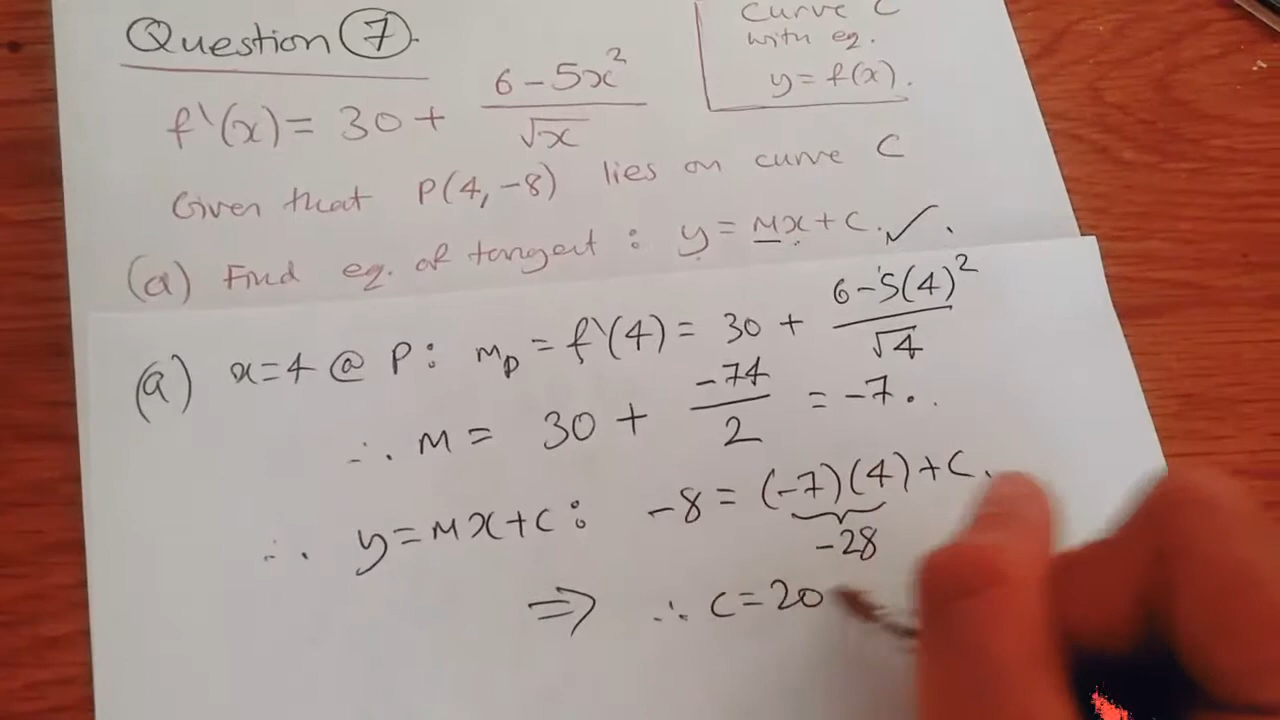 Question 7.
Curve C
with eq.
y = f(x).
f'(x) = 30 + (6 - 5x²)/√x
Given that P(4, -8) lies on curve C
(a) Find eq. of tangent : y = mx + c. ✓.
(a) x = 4 @ P : mₚ = f'(4) = 30 + (6 - 5(4)²)/√4
∴ M = 30 + -74/2 = -7.
∴ y = mx + c : -8 = (-7)(4) + c.
-28
⇒ ∴ c = 20